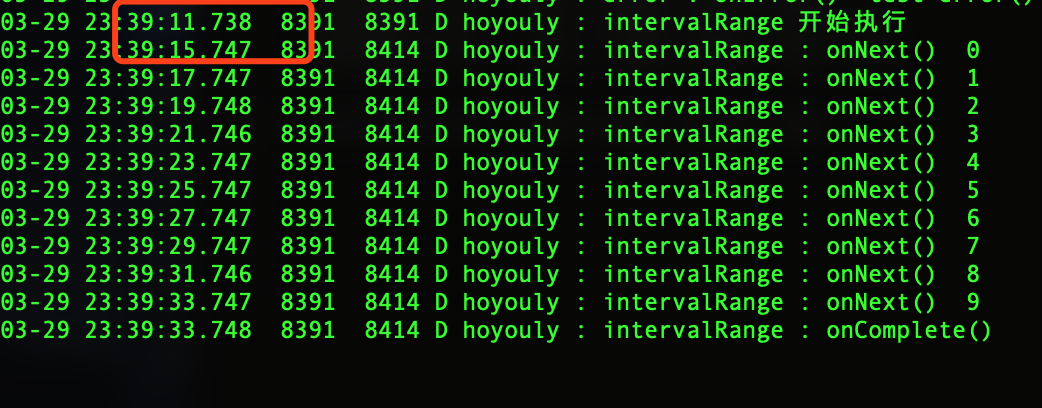 03-29 23:39:11.738  8391  8391 D hoyouly : intervalRange 开始执行
03-29 23:39:15.747  8391  8414 D hoyouly : intervalRange : onNext()  0
03-29 23:39:17.747  8391  8414 D hoyouly : intervalRange : onNext()  1
03-29 23:39:19.748  8391  8414 D hoyouly : intervalRange : onNext()  2
03-29 23:39:21.746  8391  8414 D hoyouly : intervalRange : onNext()  3
03-29 23:39:23.747  8391  8414 D hoyouly : intervalRange : onNext()  4
03-29 23:39:25.747  8391  8414 D hoyouly : intervalRange : onNext()  5
03-29 23:39:27.747  8391  8414 D hoyouly : intervalRange : onNext()  6
03-29 23:39:29.747  8391  8414 D hoyouly : intervalRange : onNext()  7
03-29 23:39:31.746  8391  8414 D hoyouly : intervalRange : onNext()  8
03-29 23:39:33.747  8391  8414 D hoyouly : intervalRange : onNext()  9
03-29 23:39:33.748  8391  8414 D hoyouly : intervalRange : onComplete()